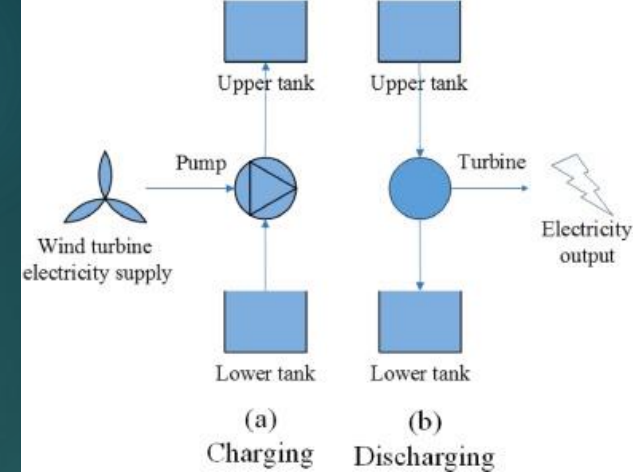 Upper tank
Upper tank
Pump
Turbine
Wind turbine
electricity supply
Electricity
output
Lower tank
Lower tank
(a)
Charging
(b)
Discharging